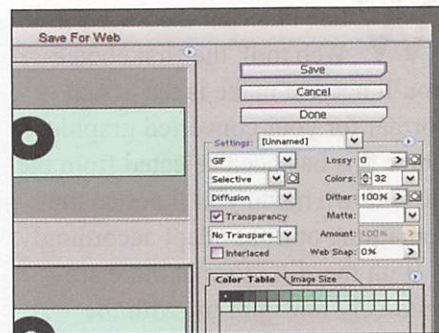 Save For Web
Save
Cancel
Done
Settings: [Unnamed]
GIF Lossy: 0
Selective Colors: 32
Diffusion Dither: 100%
Transparency Matte:
No Transpare... Amount: 100%
Interlaced Web Snap: 0%
Color Table Image Size